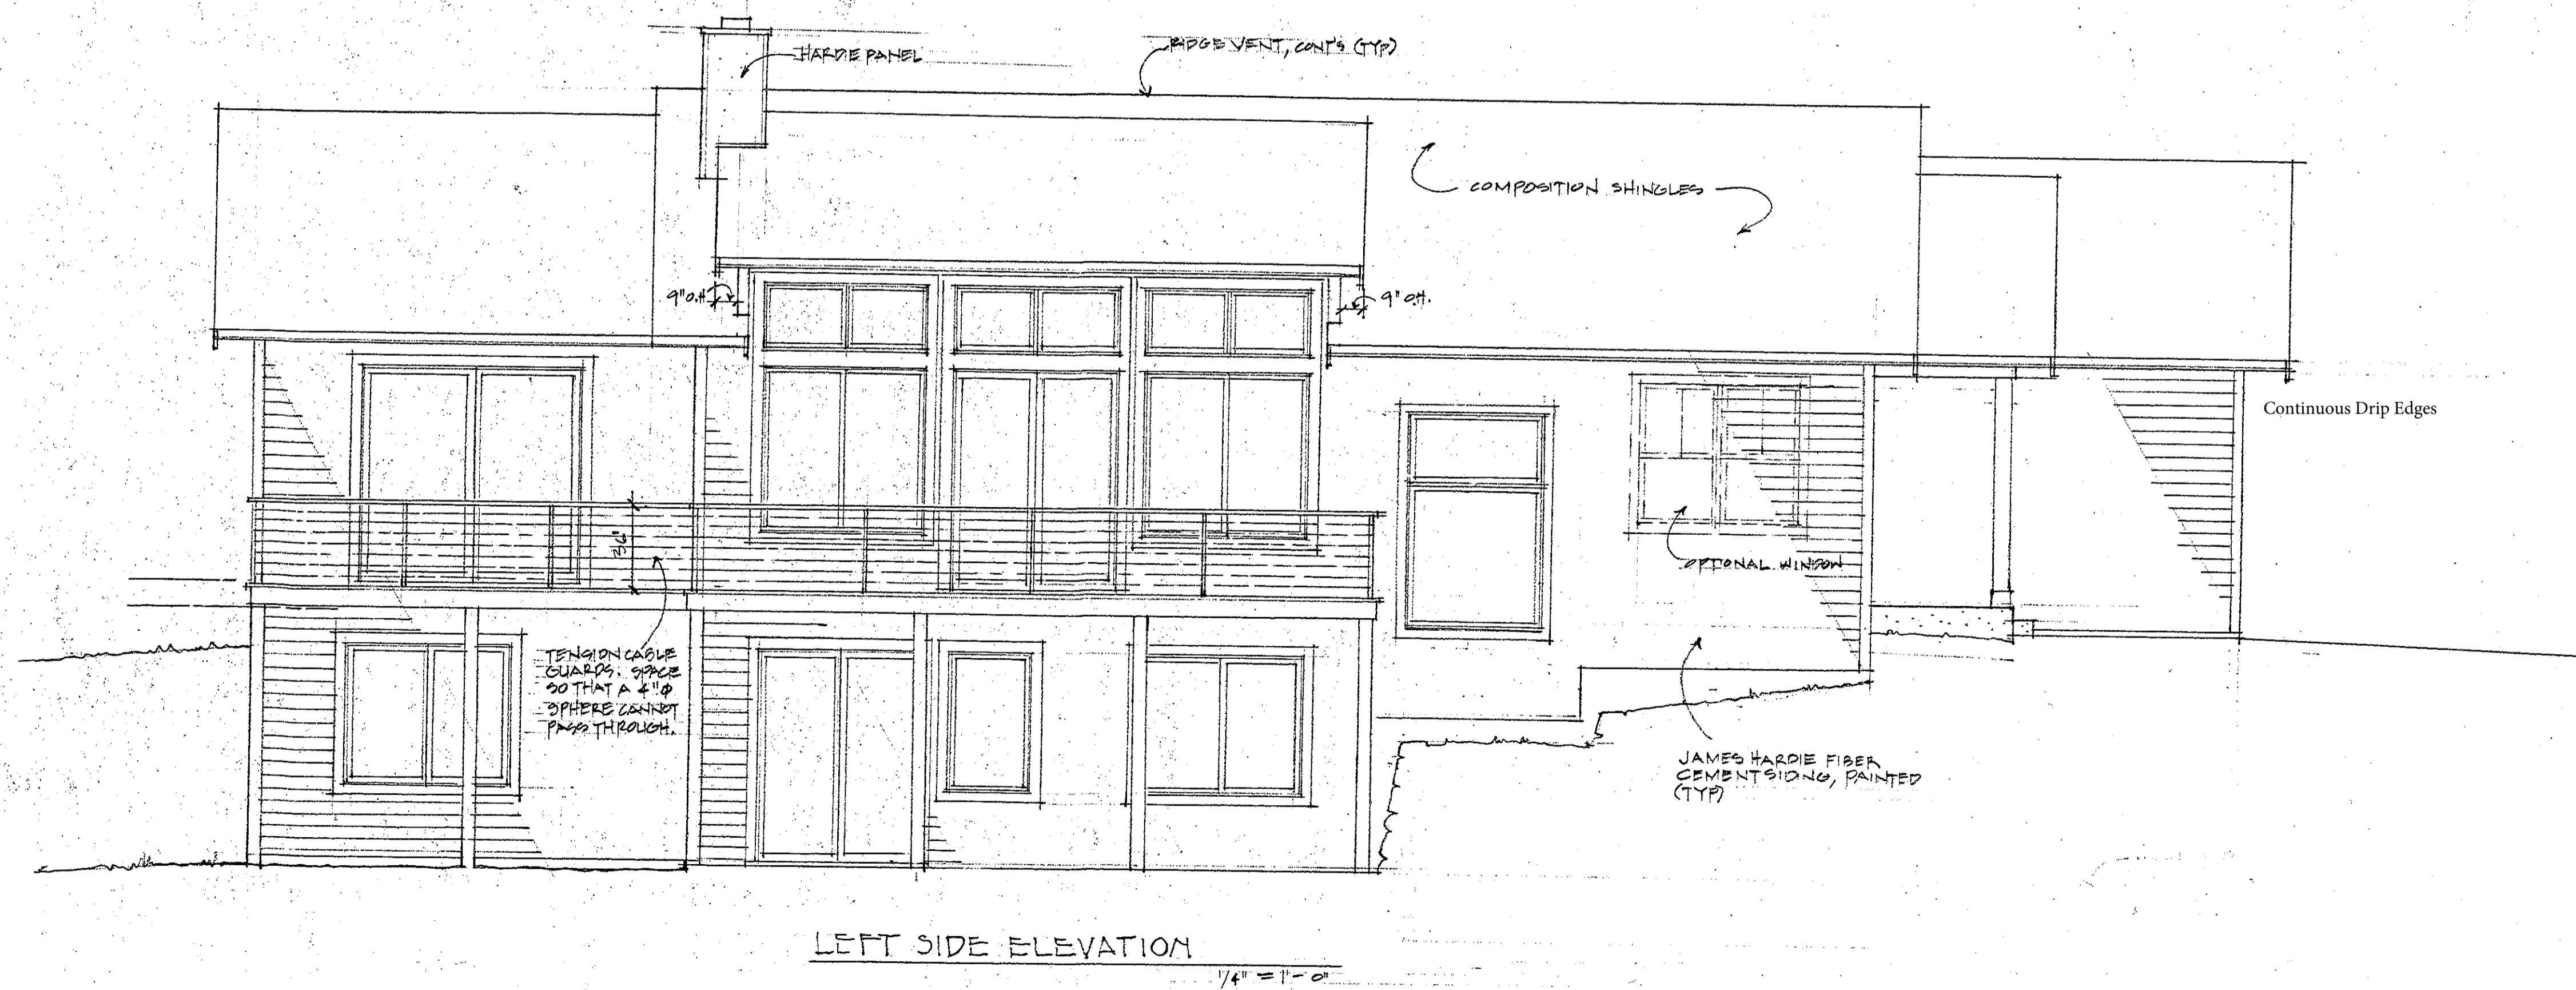 HARDIE PANEL
RIDGE VENT, CONT'S (TYP)
COMPOSITION SHINGLES
9" O.H.
9" O.H.
Continuous Drip Edges
36"
OPTIONAL WINDOW
TENSION CABLE
GUARDS. SPACE
SO THAT A 4"Φ
SPHERE CANNOT
PASS THROUGH.
JAMES HARDIE FIBER
CEMENT SIDING, PAINTED
(TYP)
LEFT SIDE ELEVATION
1/4" = 1'-0"